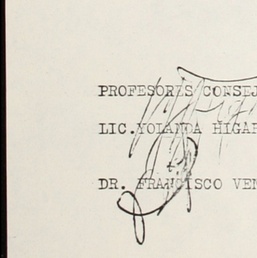 PROFESORES CONSEJ
LIC. YOLANDA HIGAR
DR. FRANCISCO VEN